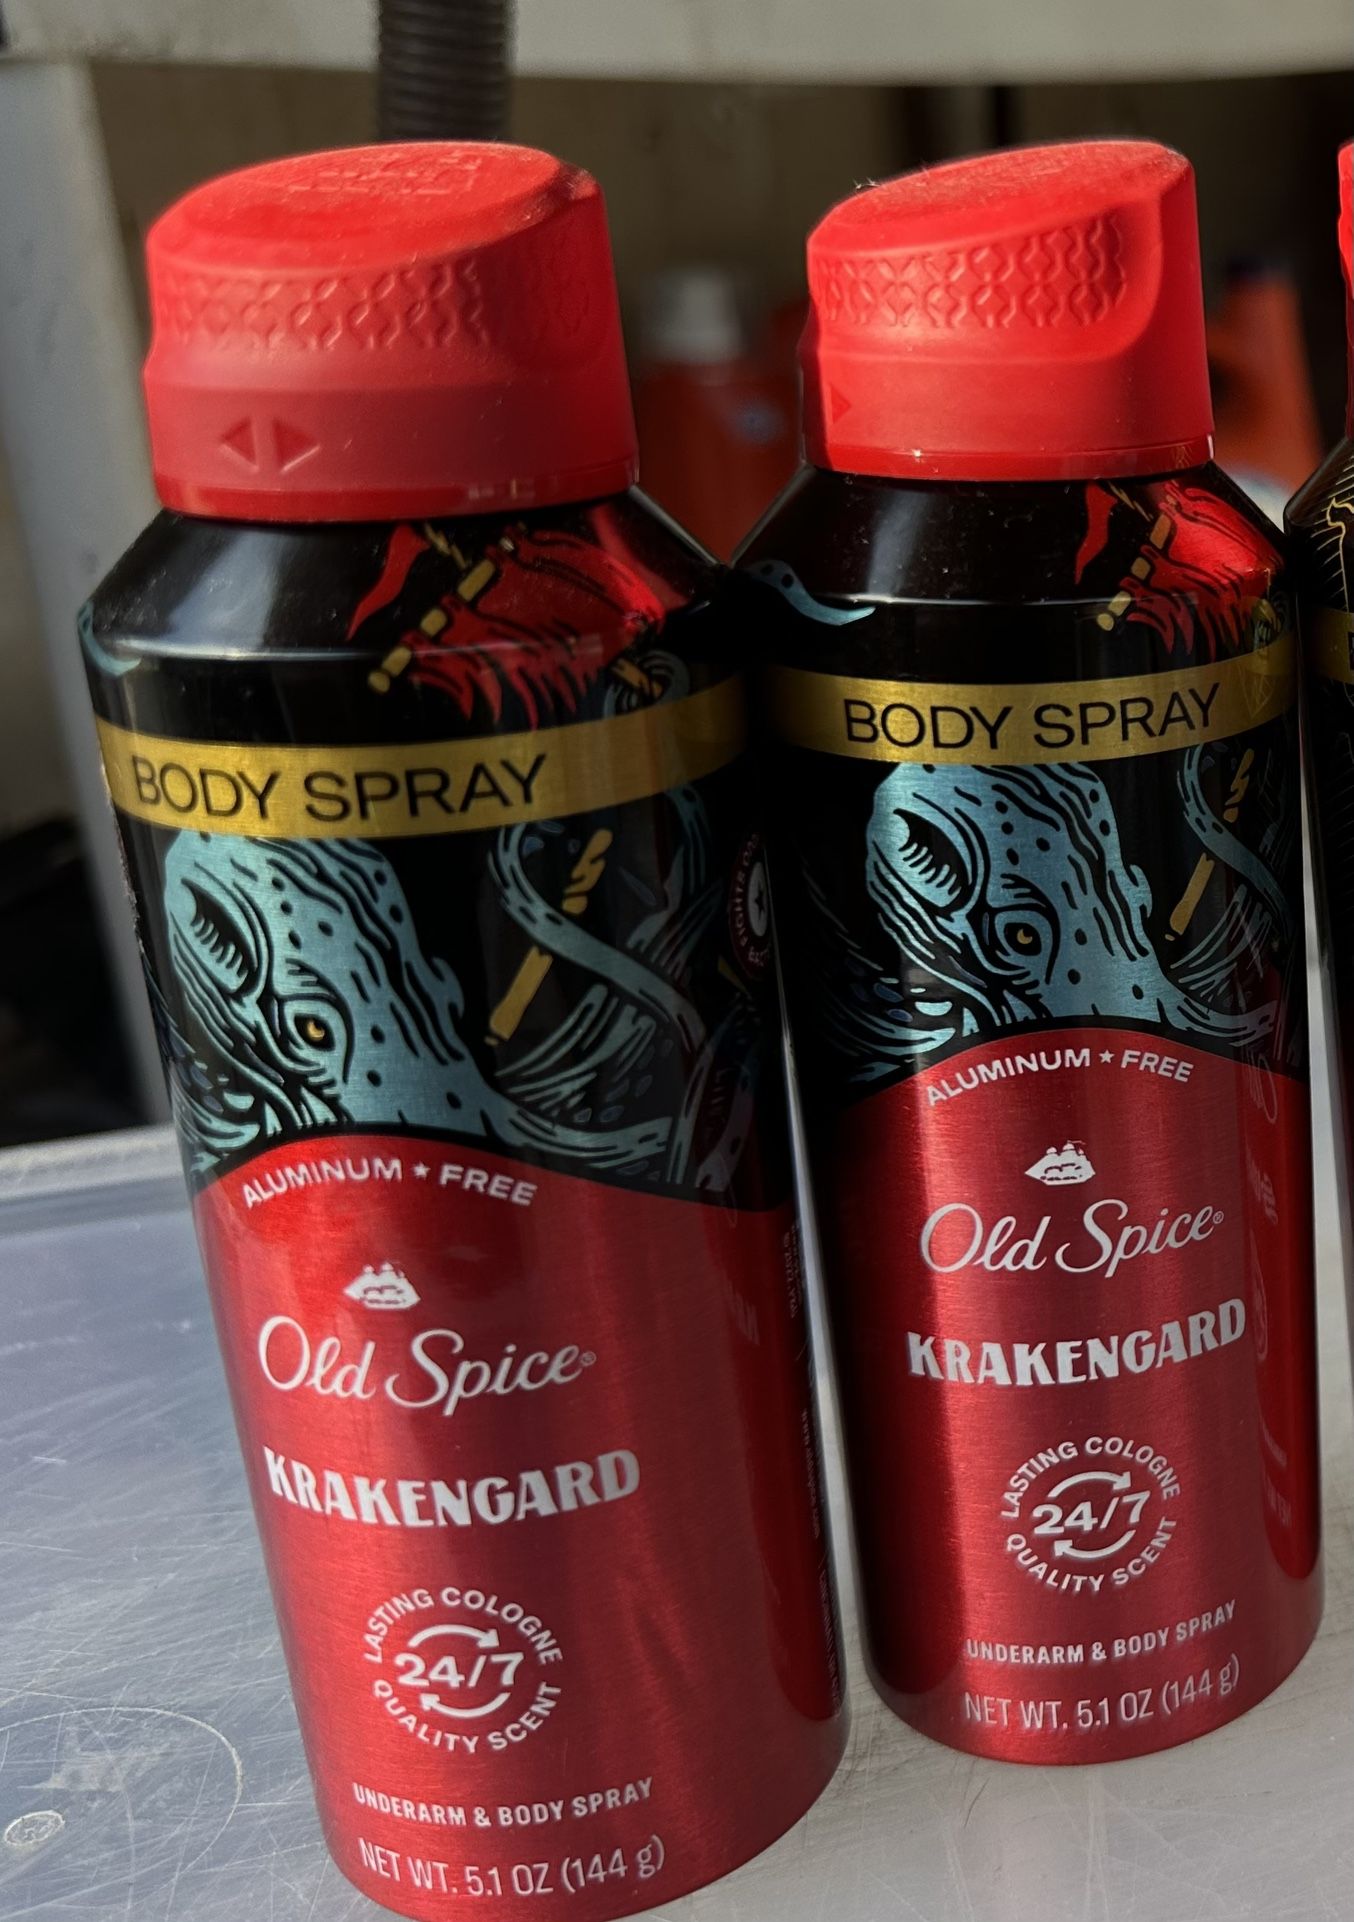 BODY SPRAY
ALUMINUM ★ FREE
Old Spice®
KRAKENGARD
LASTING COLOGNE
24/7
QUALITY SCENT
UNDERARM & BODY SPRAY
NET WT. 5.1 OZ (144 g)
BODY SPRAY
ALUMINUM ★ FREE
Old Spice®
KRAKENGARD
LASTING COLOGNE
24/7
QUALITY SCENT
UNDERARM & BODY SPRAY
NET WT. 5.1 OZ (144 g)